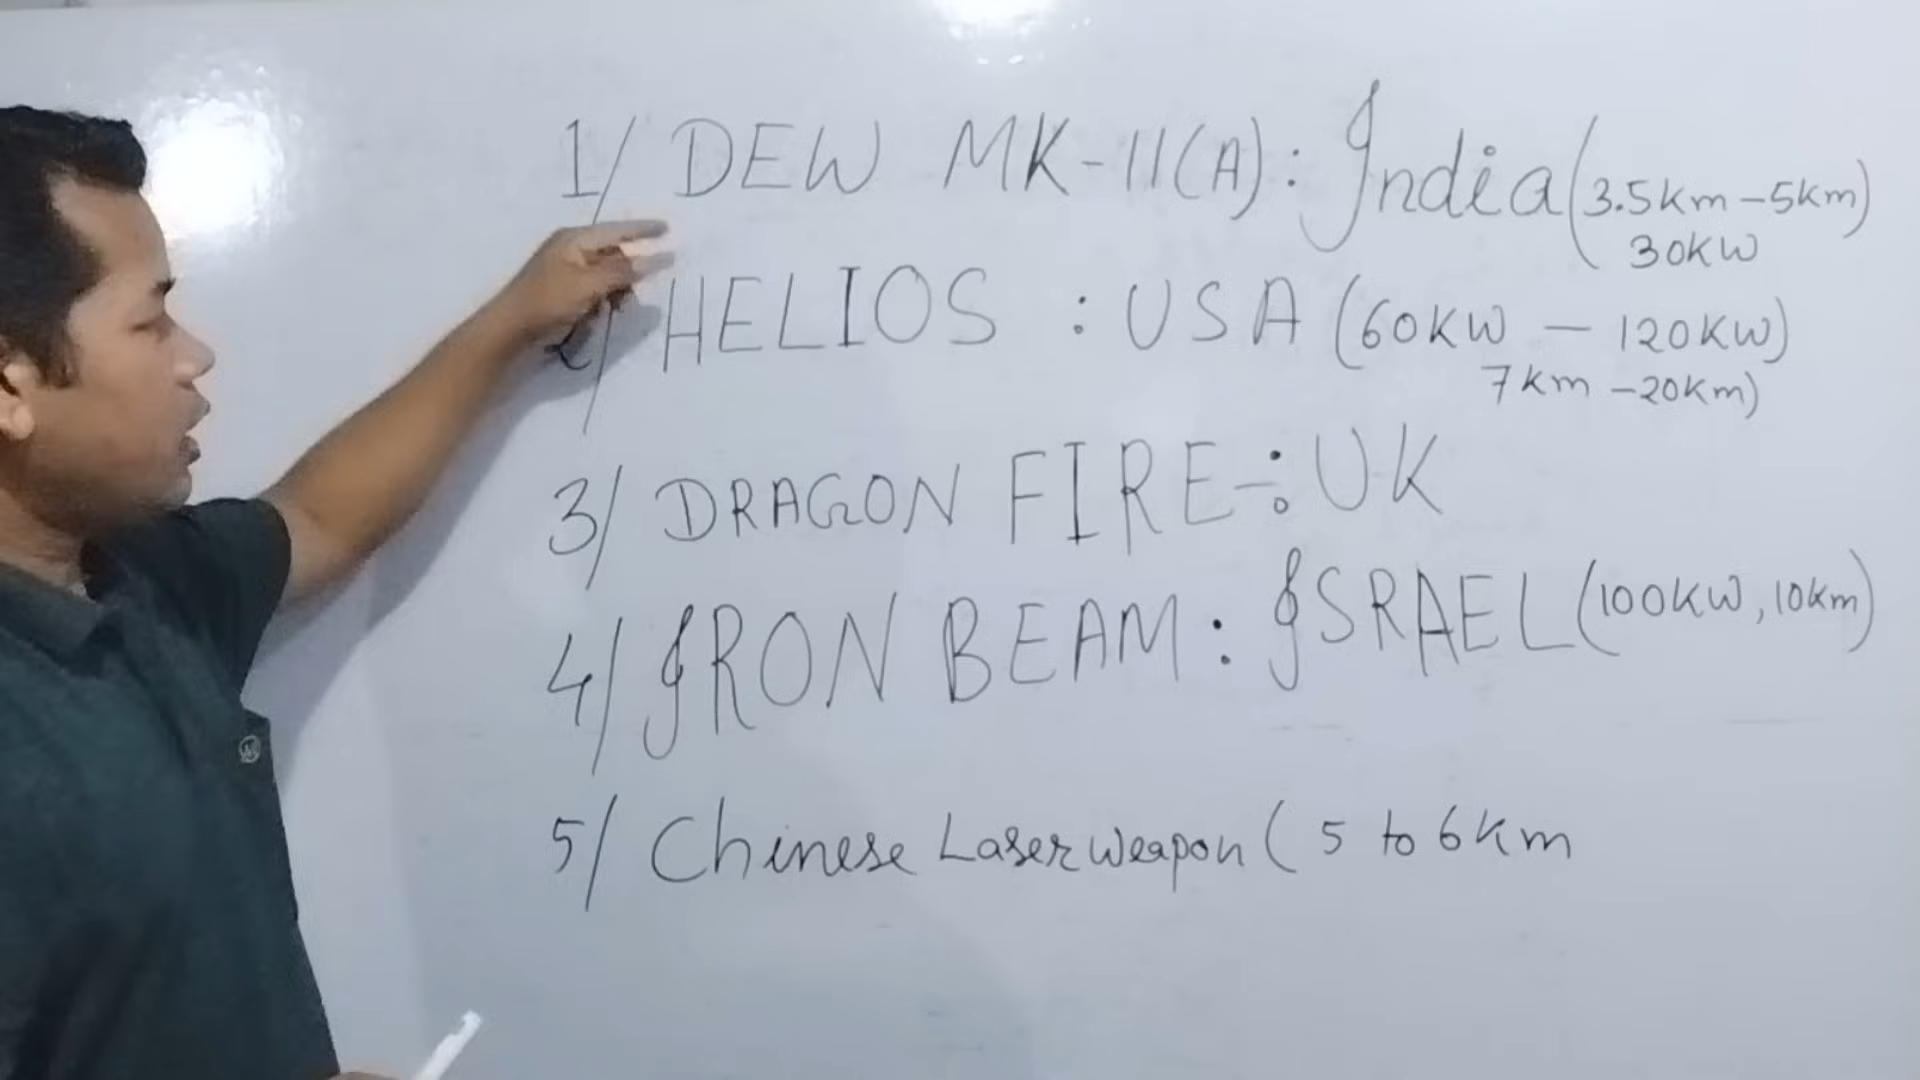 1/ DEW MK-II(A): India (3.5km-5km)
30KW
2/ HELIOS : USA (60KW - 120KW)
7km -20km)
3/ DRAGON FIRE-: UK
4/ IRON BEAM: ISRAEL (100KW, 10km)
5/ Chinese Laser weapon ( 5 to 6km